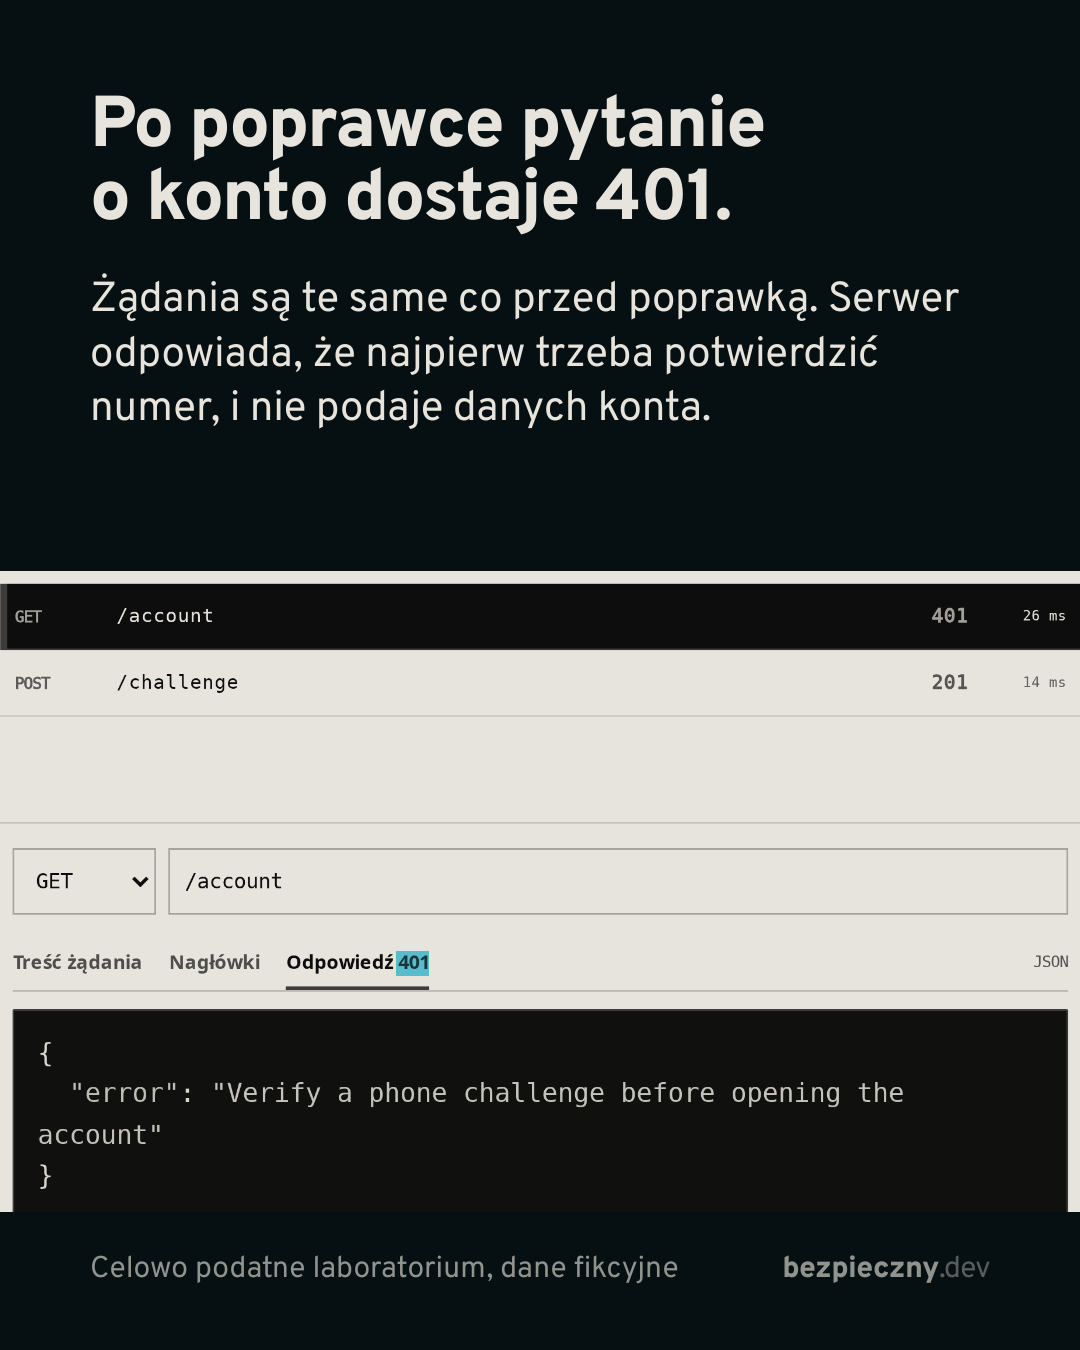 Po poprawce pytanie
o konto dostaje 401.
Żądania są te same co przed poprawką. Serwer
odpowiada, że najpierw trzeba potwierdzić
numer, i nie podaje danych konta.
GET /account 401 26 ms
POST /challenge 201 14 ms
GET /account
Treść żądania Nagłówki Odpowiedź 401 JSON
{
"error": "Verify a phone challenge before opening the
account"
}
Celowo podatne laboratorium, dane fikcyjne bezpieczny.dev